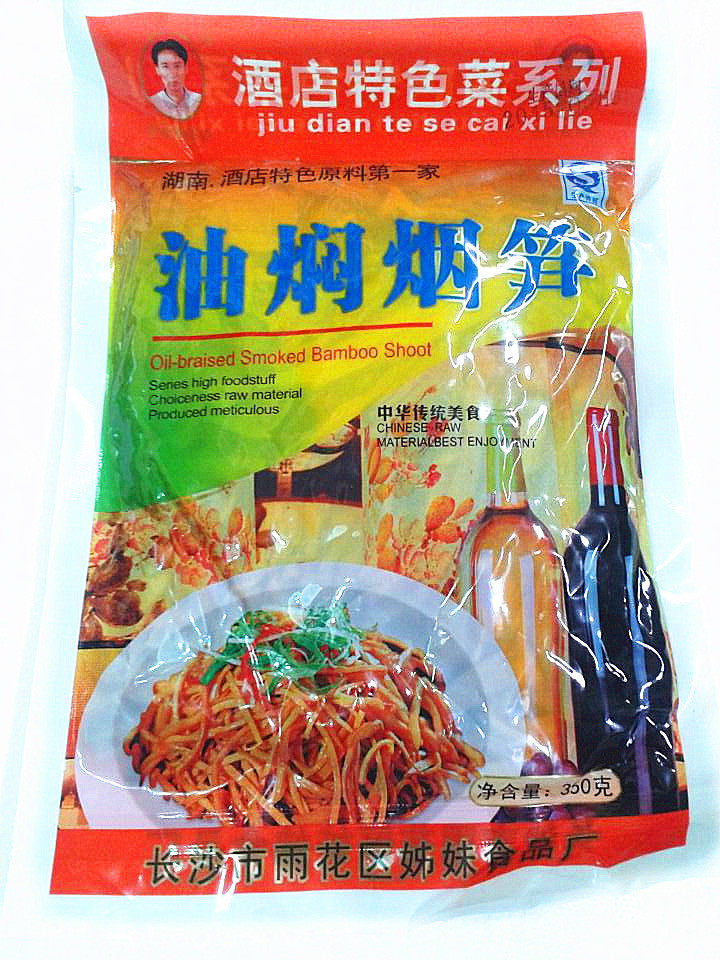 酒店特色菜系列
jiu dian te se cai xi lie
湖南.酒店特色原料第一家
油焖烟笋
Oil-braised Smoked Bamboo Shoot
Series high foodstuff
Choiceness raw material
Produced meticulous
中华传统美食
CHINESE RAW
MATERIALBEST ENJOYMENT
净含量：350克
长沙市雨花区姊妹食品厂